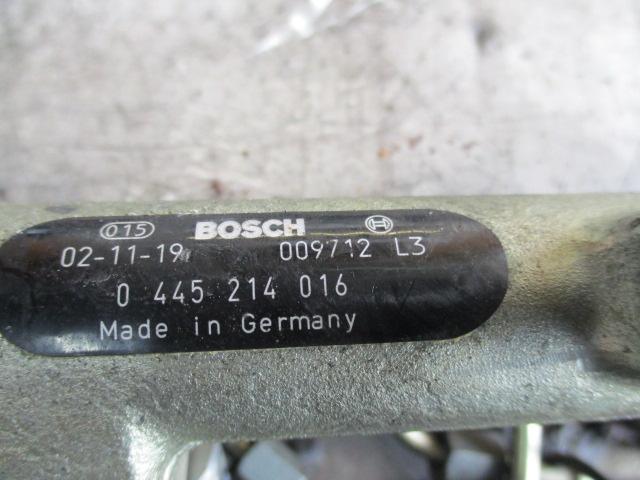 015 BOSCH
02-11-19 009712 L3
0 445 214 016
Made in Germany